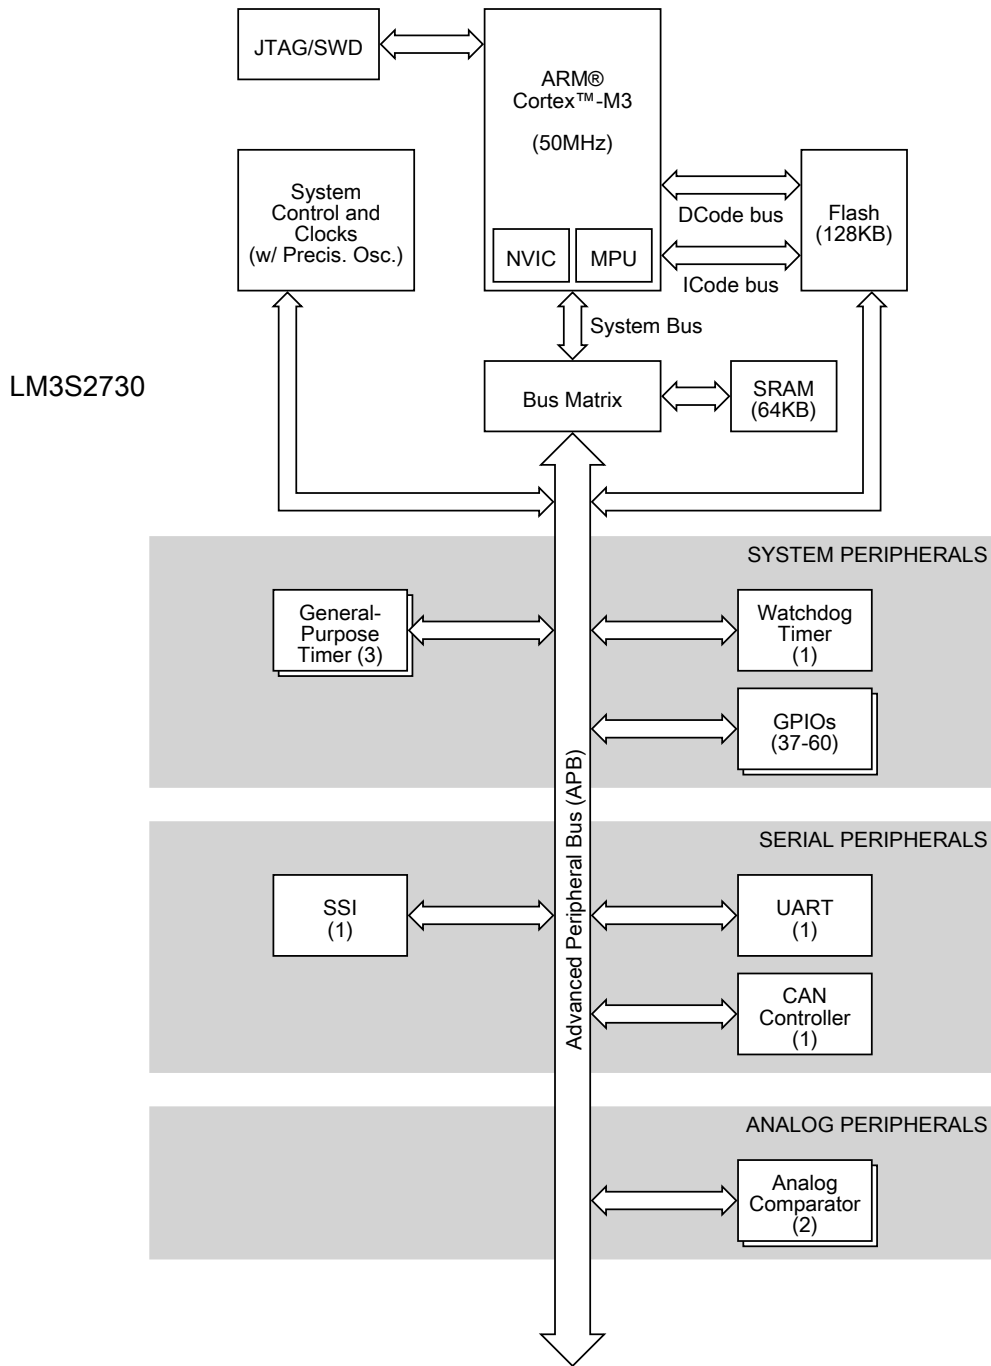 JTAG/SWD
ARM®
Cortex™-M3
(50MHz)
NVIC
MPU
System
Control and
Clocks
(w/ Precis. Osc.)
DCode bus
ICode bus
Flash
(128KB)
System Bus
LM3S2730
Bus Matrix
SRAM
(64KB)
SYSTEM PERIPHERALS
General-
Purpose
Timer (3)
Watchdog
Timer
(1)
GPIOs
(37-60)
Advanced Peripheral Bus (APB)
SERIAL PERIPHERALS
SSI
(1)
UART
(1)
CAN
Controller
(1)
ANALOG PERIPHERALS
Analog
Comparator
(2)